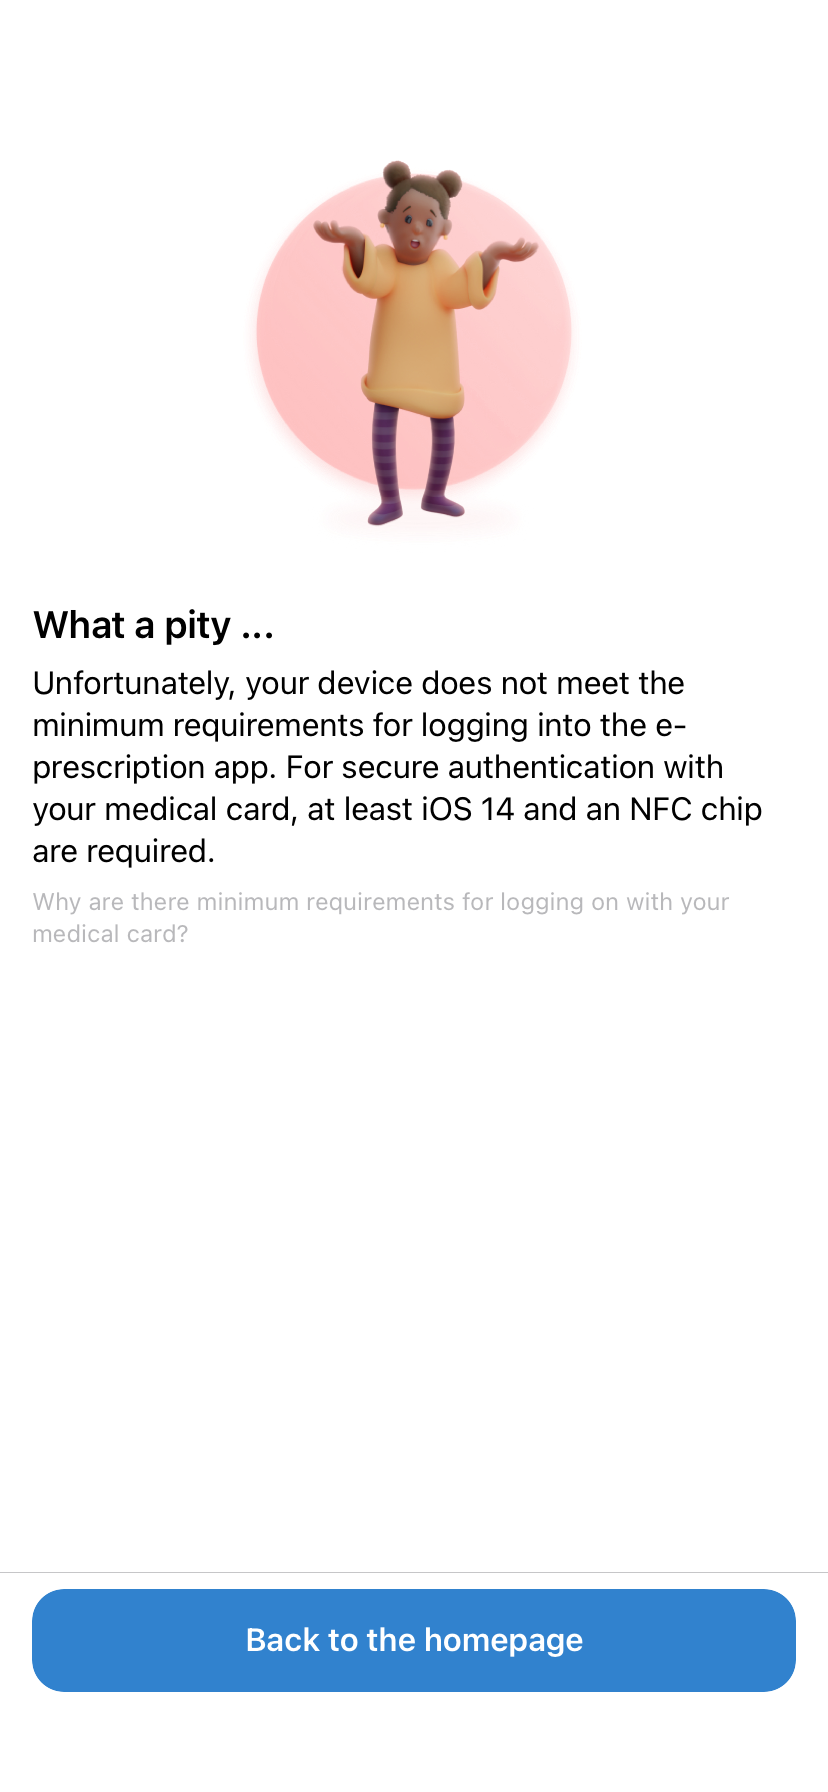 What a pity ...
Unfortunately, your device does not meet the
minimum requirements for logging into the e-
prescription app. For secure authentication with
your medical card, at least iOS 14 and an NFC chip
are required.
Why are there minimum requirements for logging on with your
medical card?
Back to the homepage